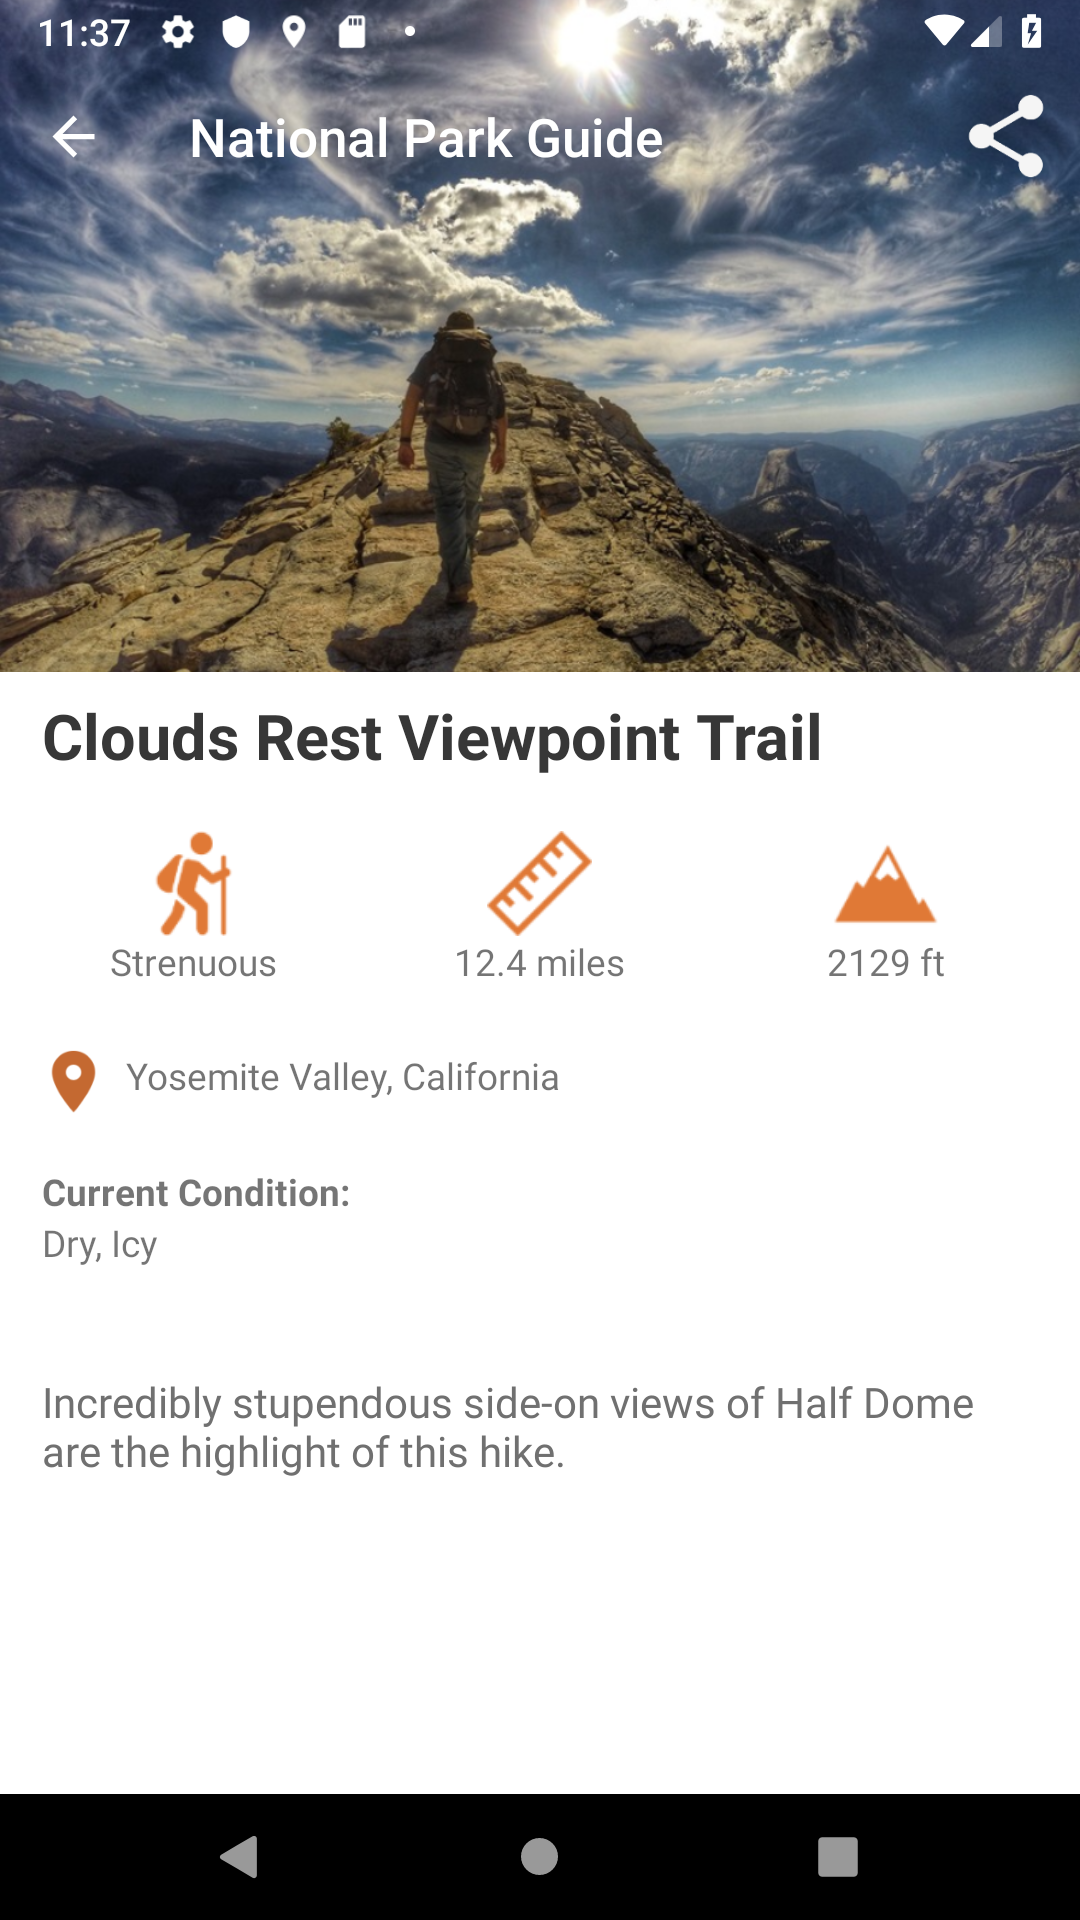 11:37
National Park Guide
Clouds Rest Viewpoint Trail
Strenuous
12.4 miles
2129 ft
Yosemite Valley, California
Current Condition:
Dry, Icy
Incredibly stupendous side-on views of Half Dome
are the highlight of this hike.